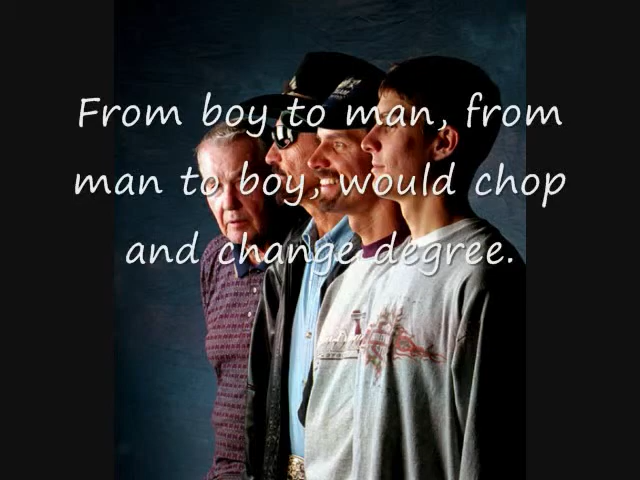 From boy to man, from
man to boy, would chop
and change degree.